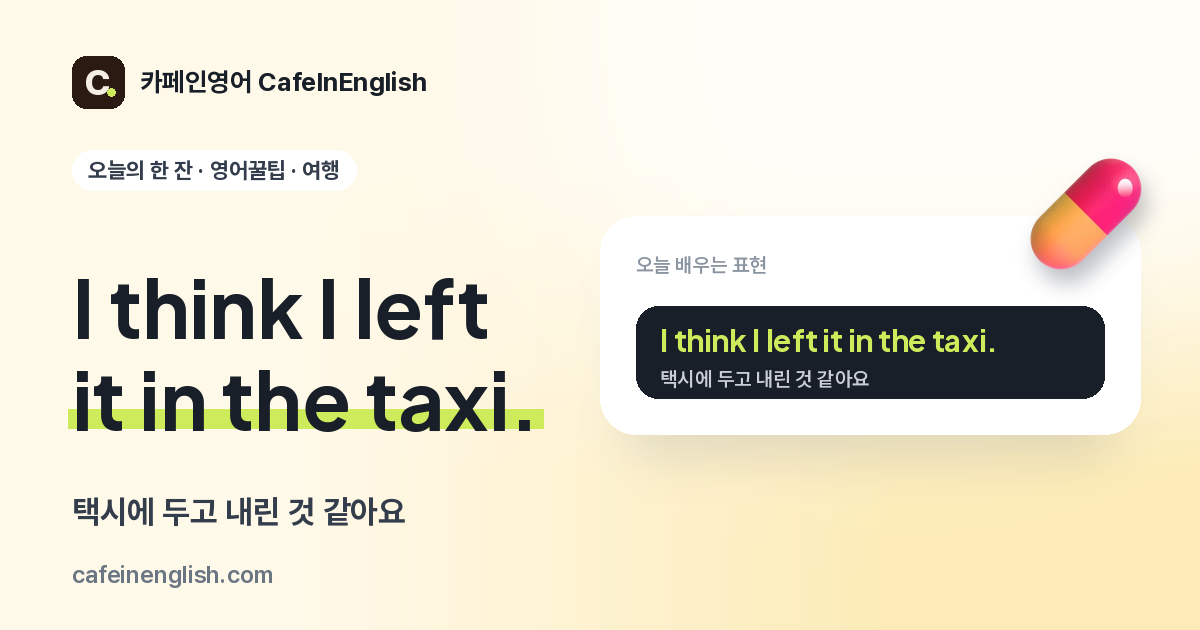 C
카페인영어 CafeInEnglish
오늘의 한 잔 · 영어꿀팁 · 여행
I think I left
it in the taxi.
택시에 두고 내린 것 같아요
cafeinenglish.com
오늘 배우는 표현
I think I left it in the taxi.
택시에 두고 내린 것 같아요